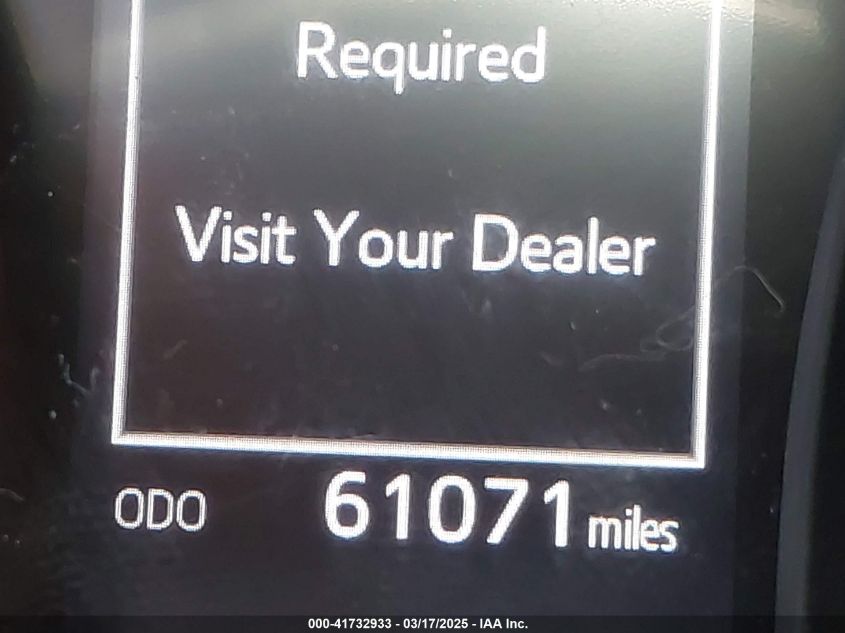 Required
Visit Your Dealer
ODO 61071 miles
000-41732933 - 03/17/2025 - IAA Inc.